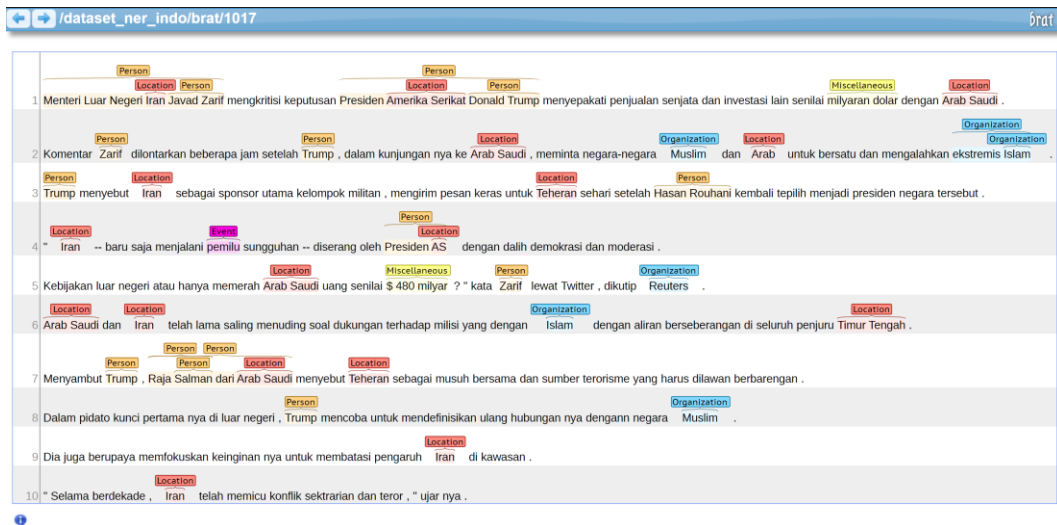 /dataset_ner_indo/brat/1017 brat
Person Person
Location Person Location Person Miscellaneous Location
1 Menteri Luar Negeri Iran Javad Zarif mengkritisi keputusan Presiden Amerika Serikat Donald Trump menyepakati penjualan senjata dan investasi lain senilai milyaran dolar dengan Arab Saudi .
Organization
Person Person Location Organization Location Organization
2 Komentar Zarif dilontarkan beberapa jam setelah Trump , dalam kunjungan nya ke Arab Saudi , meminta negara-negara Muslim dan Arab untuk bersatu dan mengalahkan ekstremis Islam .
Person Location Location Person
3 Trump menyebut Iran sebagai sponsor utama kelompok militan , mengirim pesan keras untuk Teheran sehari setelah Hasan Rouhani kembali tepilih menjadi presiden negara tersebut .
Person
Location Event Location
4 " Iran -- baru saja menjalani pemilu sungguhan -- diserang oleh Presiden AS dengan dalih demokrasi dan moderasi .
Location Miscellaneous Person Organization
5 Kebijakan luar negeri atau hanya memerah Arab Saudi uang senilai $ 480 milyar ? " kata Zarif lewat Twitter , dikutip Reuters .
Location Location Organization Location
6 Arab Saudi dan Iran telah lama saling menuding soal dukungan terhadap milisi yang dengan Islam dengan aliran berseberangan di seluruh penjuru Timur Tengah .
Person Person
Person Person Location Location
7 Menyambut Trump , Raja Salman dari Arab Saudi menyebut Teheran sebagai musuh bersama dan sumber terorisme yang harus dilawan berbarengan .
Person Organization
8 Dalam pidato kunci pertama nya di luar negeri , Trump mencoba untuk mendefinisikan ulang hubungan nya dengann negara Muslim .
Location
9 Dia juga berupaya memfokuskan keinginan nya untuk membatasi pengaruh Iran di kawasan .
Location
10 " Selama berdekade , Iran telah memicu konflik sektrarian dan teror , " ujar nya .